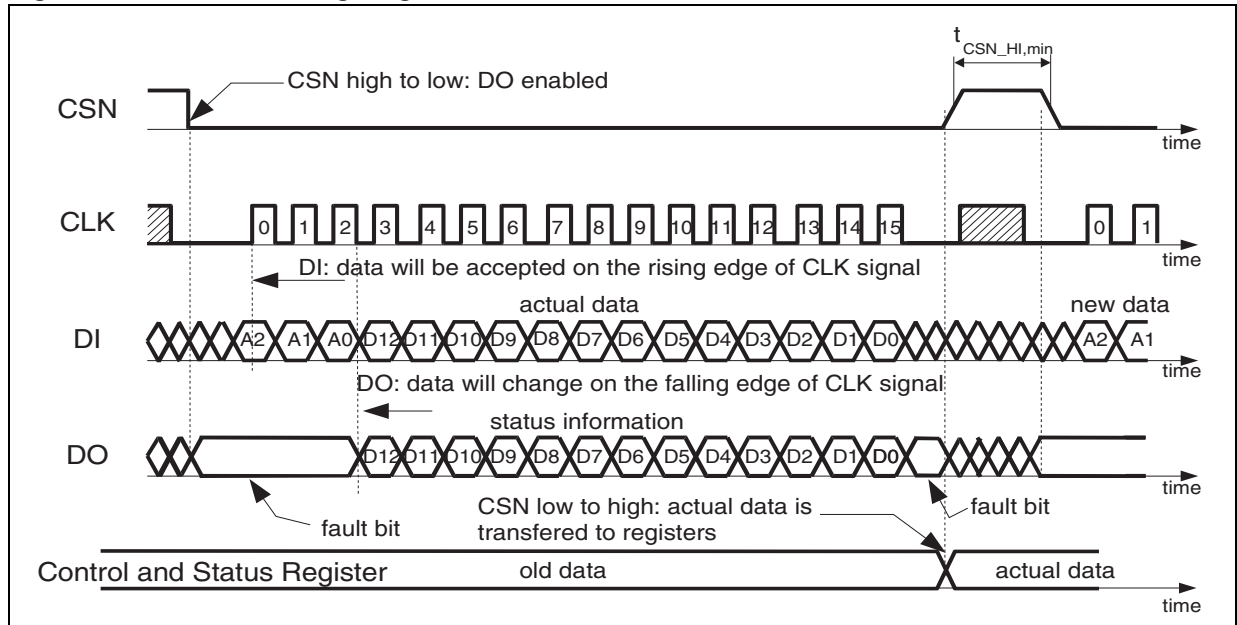 t CSN_HI,min
CSN high to low: DO enabled
CSN
time
CLK
0 1 2 3 4 5 6 7 8 9 10 11 12 13 14 15 0 1
time
DI: data will be accepted on the rising edge of CLK signal
actual data
new data
DI
A2 A1 A0 D12 D11 D10 D9 D8 D7 D6 D5 D4 D3 D2 D1 D0 A2 A1
time
DO: data will change on the falling edge of CLK signal
status information
DO
D12 D11 D10 D9 D8 D7 D6 D5 D4 D3 D2 D1 D0
time
fault bit
CSN low to high: actual data is
transfered to registers
fault bit
Control and Status Register
old data
actual data
time